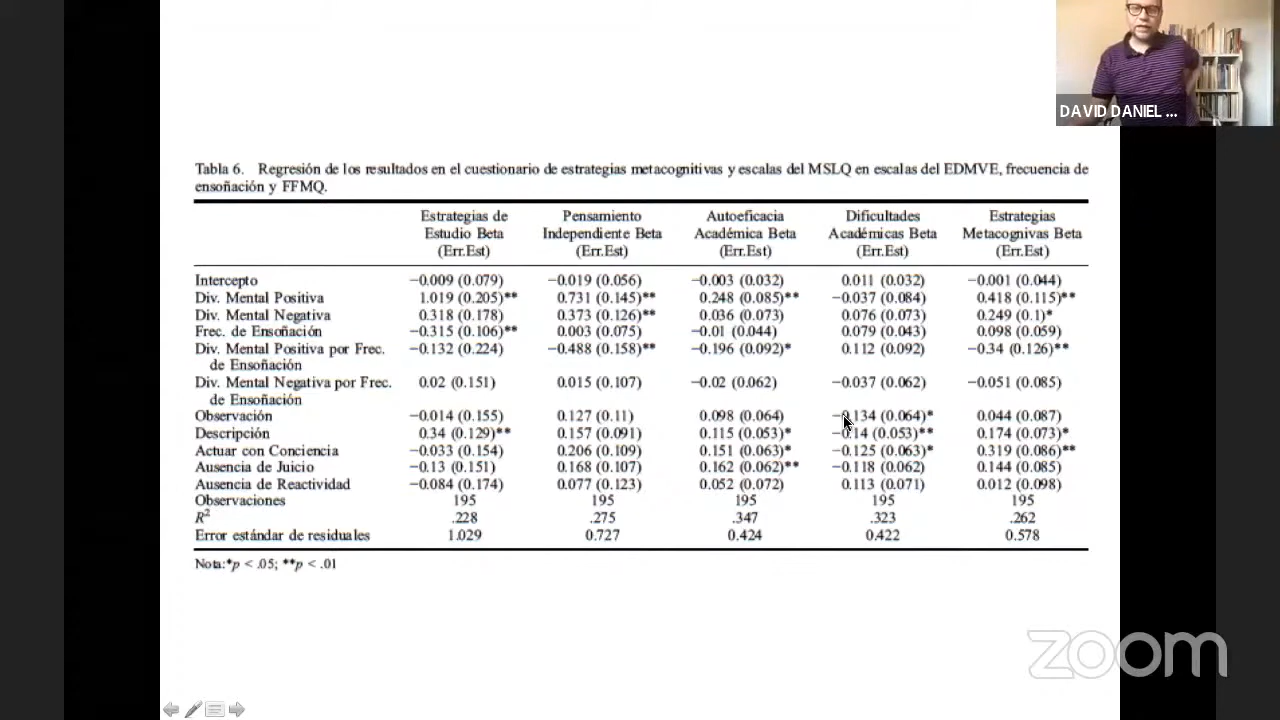 DAVID DANIEL ...
Tabla 6. Regresión de los resultados en el cuestionario de estrategias metacognitivas y escalas del MSLQ en escalas del EDMVE, frecuencia de
ensoñación y FFMQ.
Estrategias de Estudio Beta (Err.Est) Pensamiento Independiente Beta (Err.Est) Autoeficacia Académica Beta (Err.Est) Dificultades Académicas Beta (Err.Est) Estrategias Metacognivas Beta (Err.Est)
Intercepto −0.009 (0.079) −0.019 (0.056) −0.003 (0.032) 0.011 (0.032) −0.001 (0.044)
Div. Mental Positiva 1.019 (0.205)** 0.731 (0.145)** 0.248 (0.085)** −0.037 (0.084) 0.418 (0.115)**
Div. Mental Negativa 0.318 (0.178) 0.373 (0.126)** 0.036 (0.073) 0.076 (0.073) 0.249 (0.1)*
Frec. de Ensoñación −0.315 (0.106)** 0.003 (0.075) −0.01 (0.044) 0.079 (0.043) 0.098 (0.059)
Div. Mental Positiva por Frec. −0.132 (0.224) −0.488 (0.158)** −0.196 (0.092)* 0.112 (0.092) −0.34 (0.126)**
de Ensoñación
Div. Mental Negativa por Frec. 0.02 (0.151) 0.015 (0.107) −0.02 (0.062) −0.037 (0.062) −0.051 (0.085)
de Ensoñación
Observación −0.014 (0.155) 0.127 (0.11) 0.098 (0.064) −0.134 (0.064)* 0.044 (0.087)
Descripción 0.34 (0.129)** 0.157 (0.091) 0.115 (0.053)* −0.14 (0.053)** 0.174 (0.073)*
Actuar con Conciencia −0.033 (0.154) 0.206 (0.109) 0.151 (0.063)* −0.125 (0.063)* 0.319 (0.086)**
Ausencia de Juicio −0.13 (0.151) 0.168 (0.107) 0.162 (0.062)** −0.118 (0.062) 0.144 (0.085)
Ausencia de Reactividad −0.084 (0.174) 0.077 (0.123) 0.052 (0.072) 0.113 (0.071) 0.012 (0.098)
Observaciones 195 195 195 195 195
R² .228 .275 .347 .323 .262
Error estándar de residuales 1.029 0.727 0.424 0.422 0.578
Nota:*p < .05; **p < .01
zoom